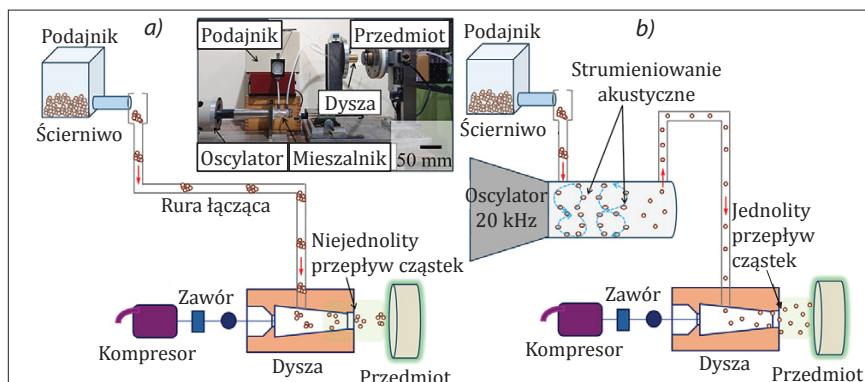 a)
Podajnik
Ścierniwo
Rura łącząca
Podajnik
Przedmiot
Dysza
Oscylator
Mieszalnik
50 mm
Niejednolity
przepływ cząstek
Zawór
Kompresor
Dysza
Przedmiot
b)
Podajnik
Ścierniwo
Strumieniowanie
akustyczne
Oscylator
20 kHz
Jednolity
przepływ
cząstek
Zawór
Kompresor
Dysza
Przedmiot